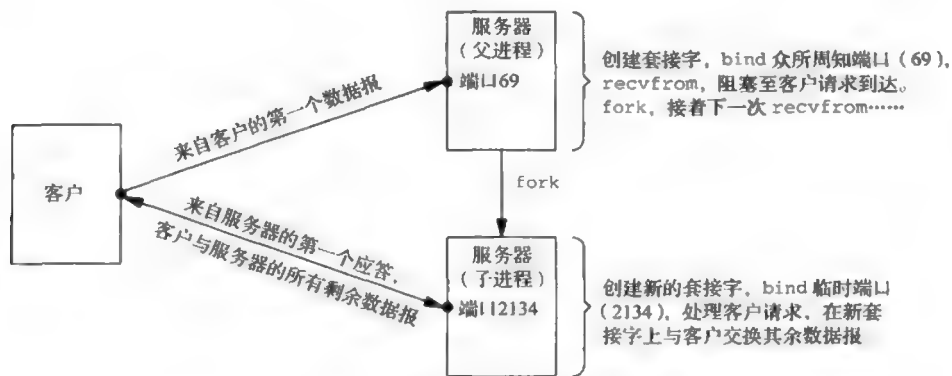 服务器
(父进程)
端口69
创建套接字，bind 众所周知端口(69)，
recvfrom，阻塞至客户请求到达。
fork，接着下一次 recvfrom……
来自客户的第一个数据报
客户
fork
来自服务器的第一个应答，
客户与服务器的所有剩余数据报
服务器
(子进程)
端口2134
创建新的套接字，bind 临时端口
(2134)，处理客户请求，在新套
接字上与客户交换其余数据报